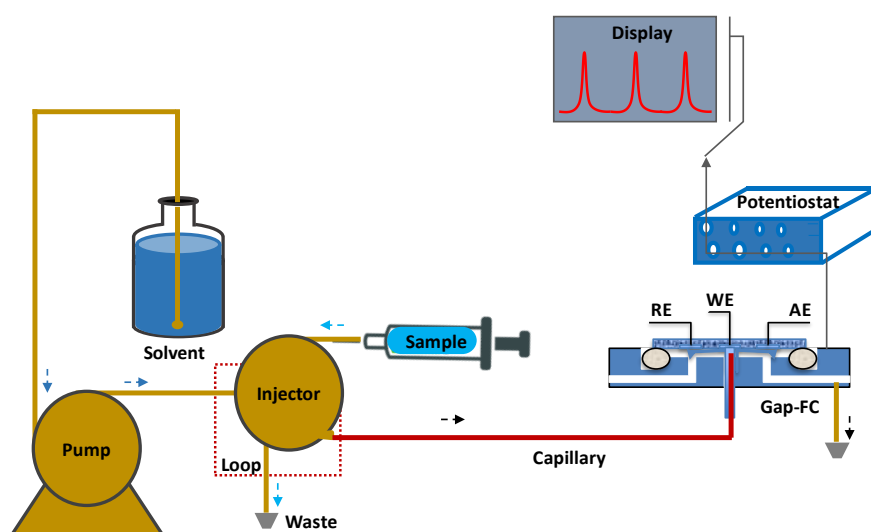 Display
Potentiostat
RE
WE
AE
Solvent
Sample
Injector
Gap-FC
Pump
Loop
Capillary
Waste